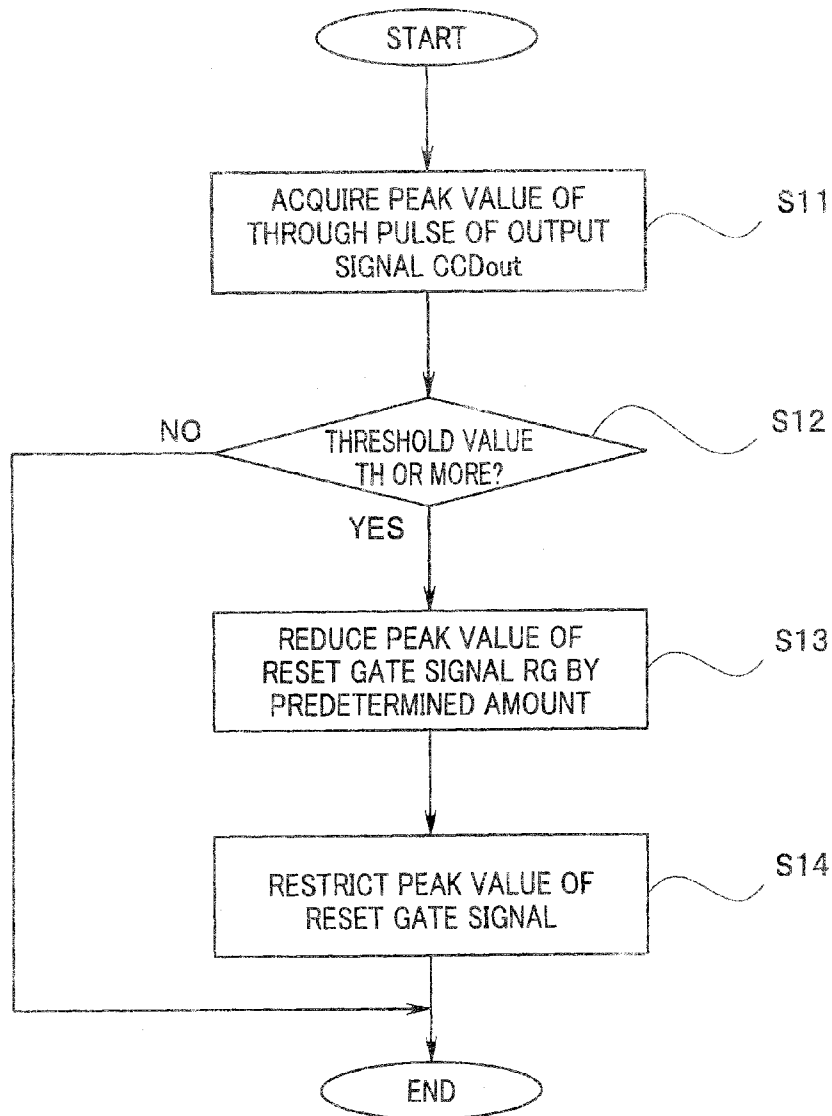 START
ACQUIRE PEAK VALUE OF
THROUGH PULSE OF OUTPUT
SIGNAL CCDout
S11
THRESHOLD VALUE
TH OR MORE?
S12
NO
YES
REDUCE PEAK VALUE OF
RESET GATE SIGNAL RG BY
PREDETERMINED AMOUNT
S13
RESTRICT PEAK VALUE OF
RESET GATE SIGNAL
S14
END